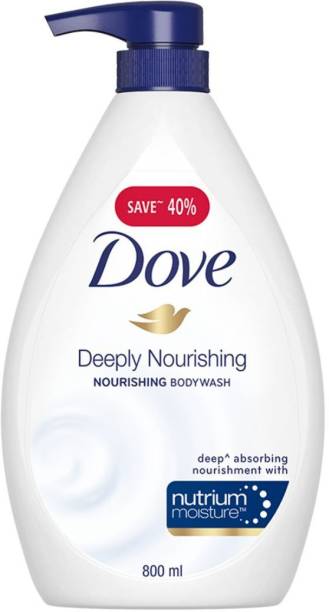 SAVE~ 40%
Dove
Deeply Nourishing
NOURISHING BODYWASH
deep^ absorbing
nourishment with
nutrium
moisture™
800 ml